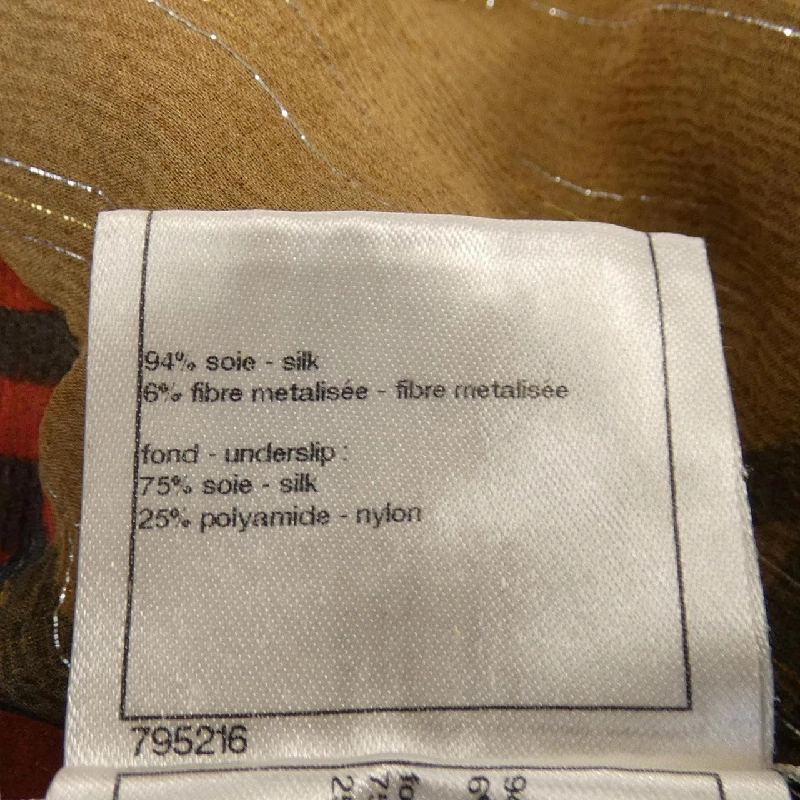 94% soie - silk
6% fibre metalisée - fibre metalisée
fond - underslip :
75% soie - silk
25% polyamide - nylon
795216